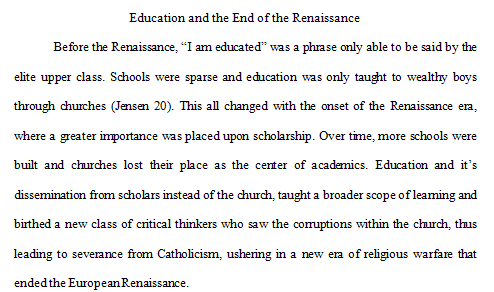 Education and the End of the Renaissance
Before the Renaissance, “I am educated” was a phrase only able to be said by the
elite upper class. Schools were sparse and education was only taught to wealthy boys
through churches (Jensen 20). This all changed with the onset of the Renaissance era,
where a greater importance was placed upon scholarship. Over time, more schools were
built and churches lost their place as the center of academics. Education and it’s
dissemination from scholars instead of the church, taught a broader scope of learning and
birthed a new class of critical thinkers who saw the corruptions within the church, thus
leading to severance from Catholicism, ushering in a new era of religious warfare that
ended the European Renaissance.